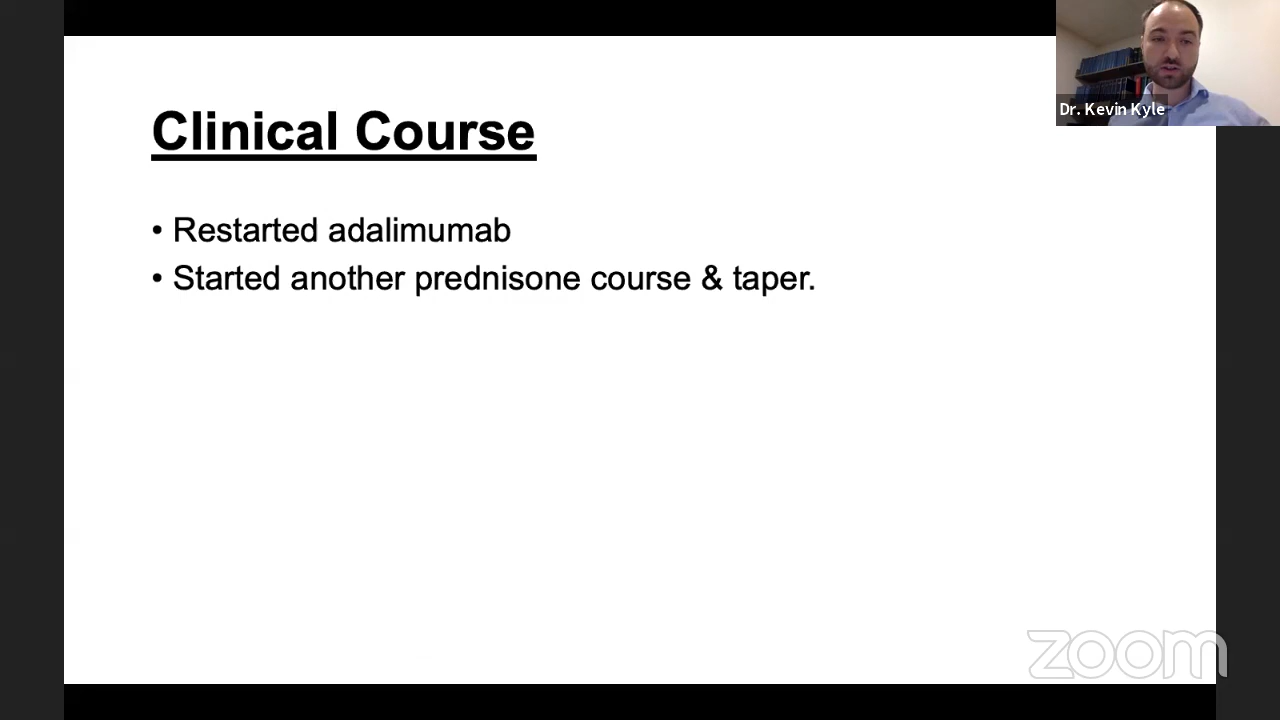 Dr. Kevin Kyle
Clinical Course
• Restarted adalimumab
• Started another prednisone course & taper.
zoom